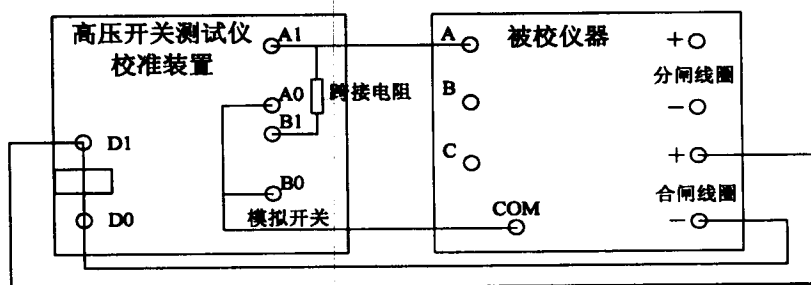 高压开关测试仪
校准装置
A1
A0
B1
B0
跨接电阻
模拟开关
D1
D0
被校仪器
A
B
C
COM
+
分闸线圈
−
+
合闸线圈
−